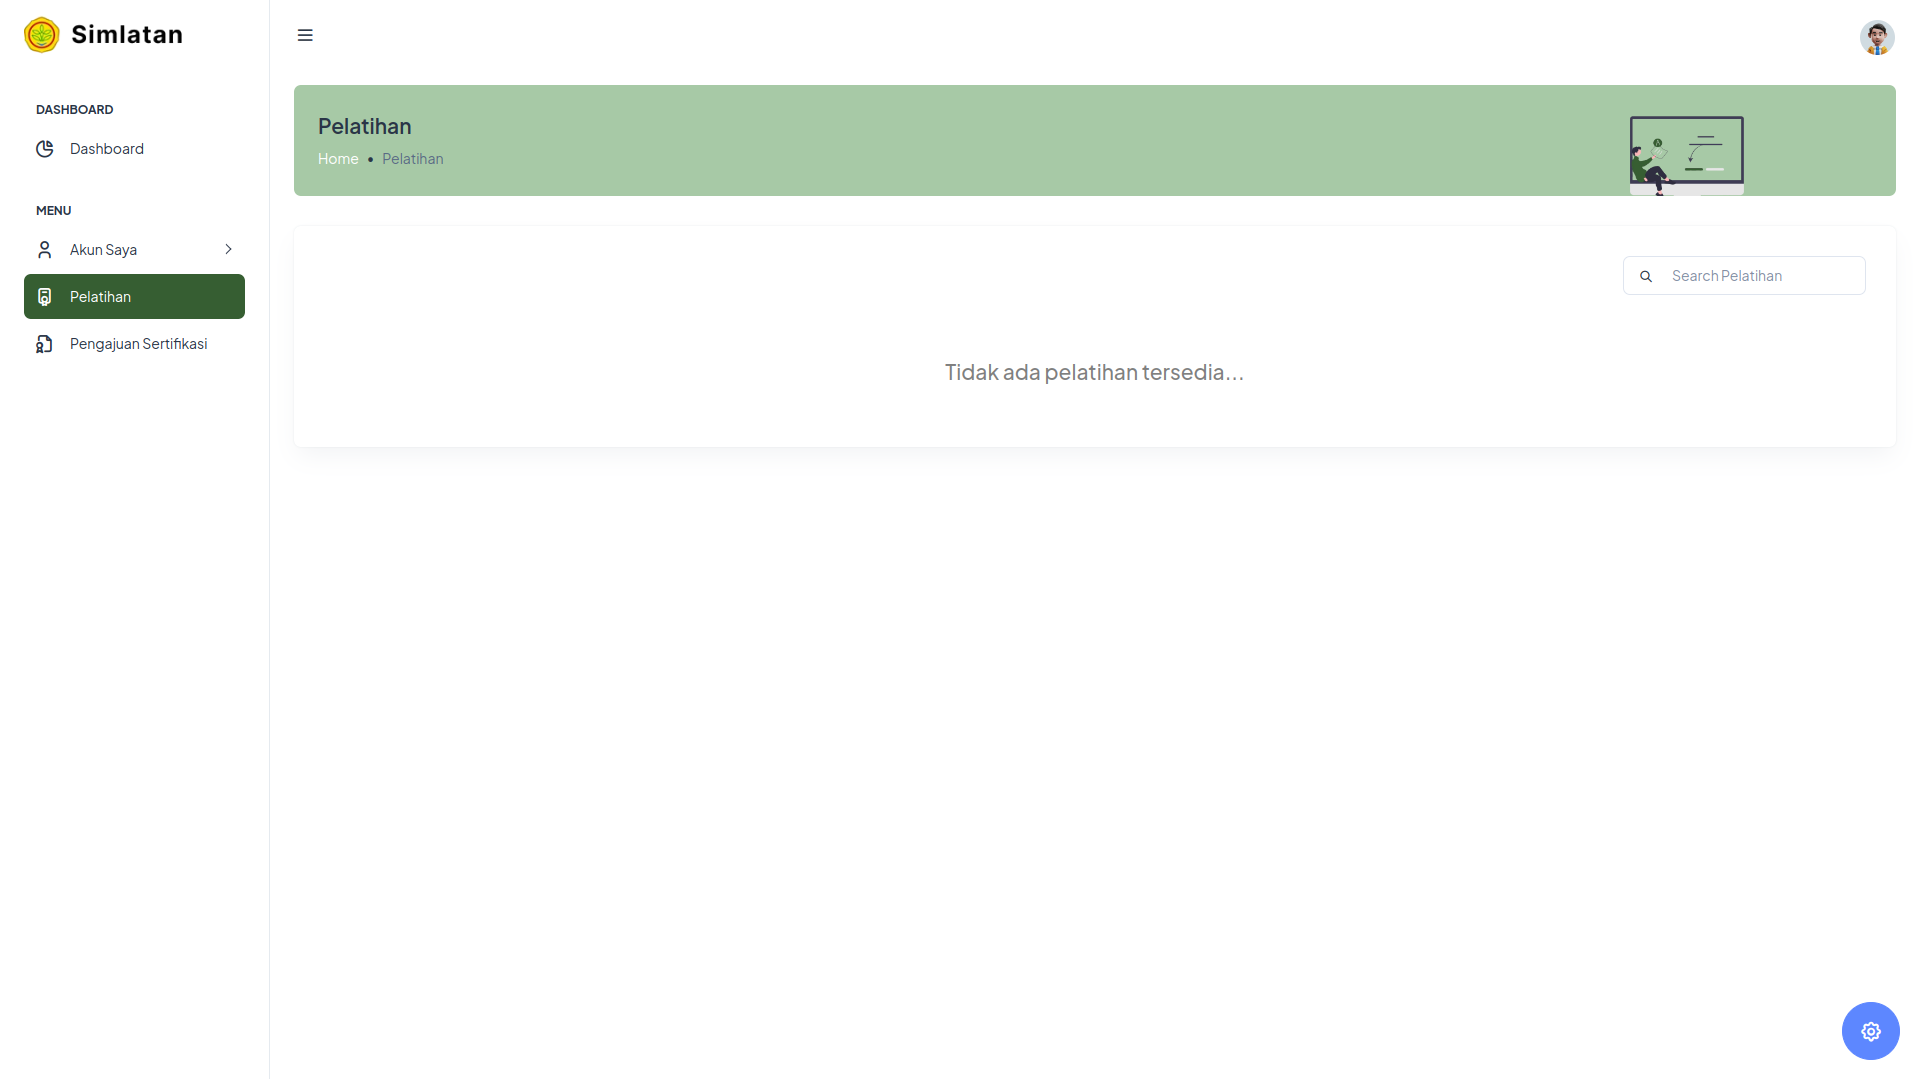 Simlatan
DASHBOARD
Dashboard
MENU
Akun Saya
Pelatihan
Pengajuan Sertifikasi
Pelatihan
Home • Pelatihan
Search Pelatihan
Tidak ada pelatihan tersedia...